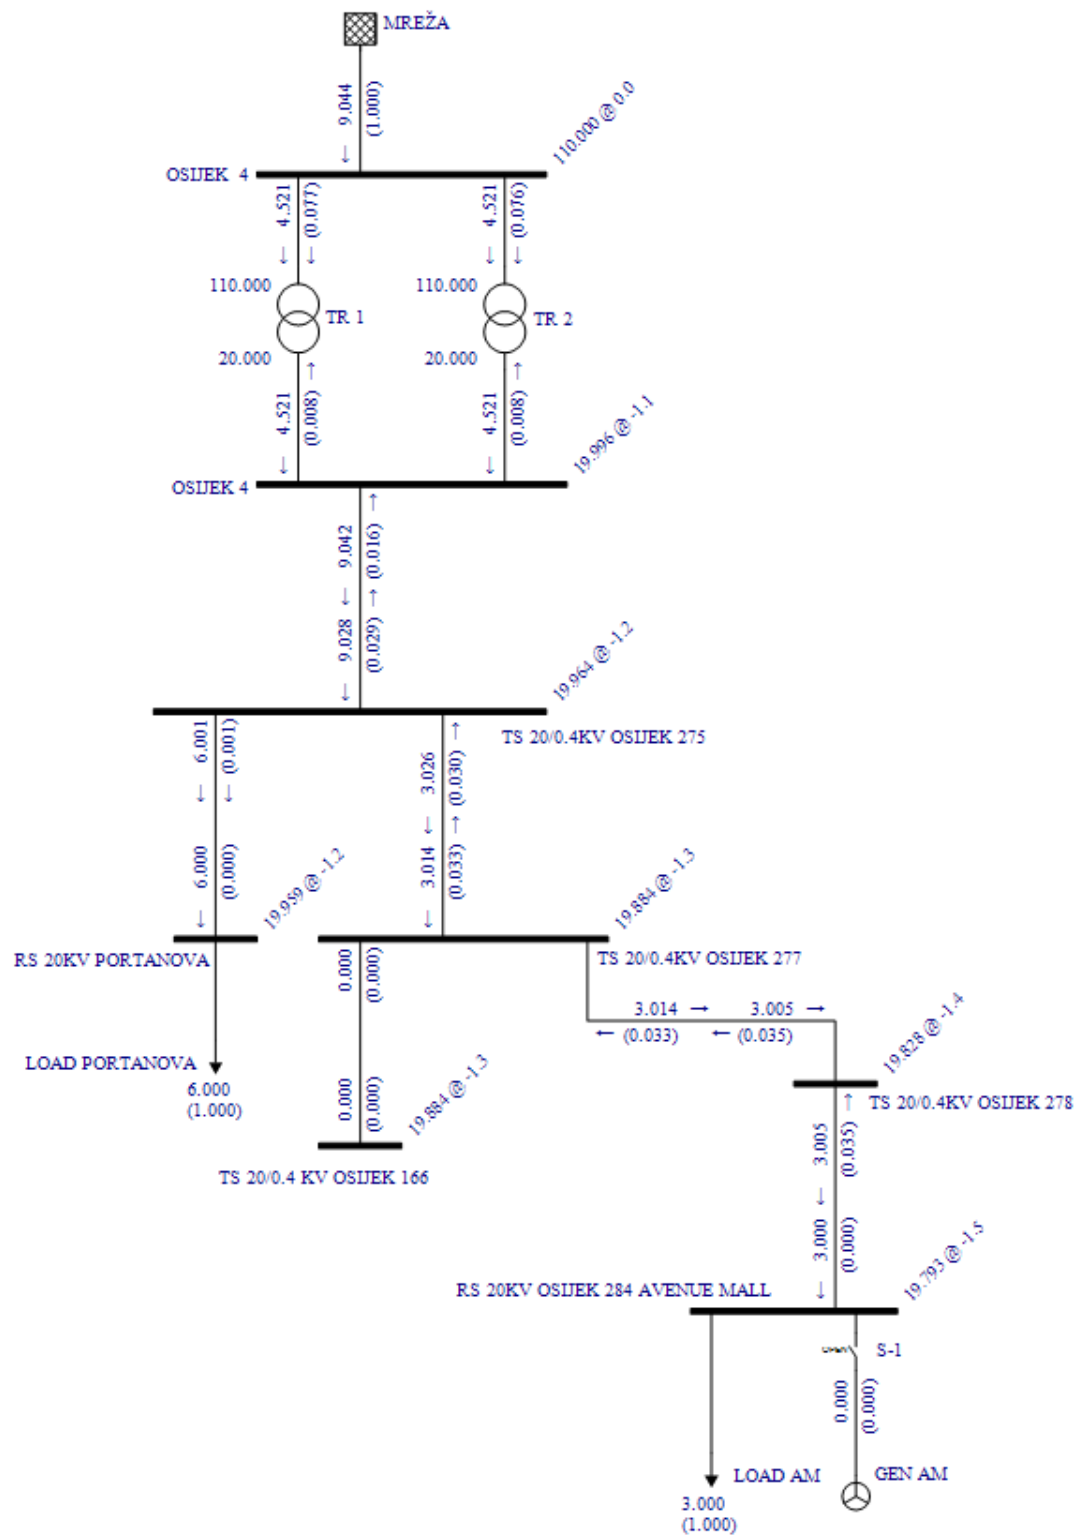 MREŽA
9.044
(1.000)
110.000 @ 0.0
OSIJEK 4
4.521
(0.077)
4.521
(0.076)
110.000
TR 1
20.000
110.000
TR 2
20.000
4.521
(0.008)
4.521
(0.008)
19.996 @ -1.1
OSIJEK 4
9.042
(0.016)
9.028
(0.029)
19.964 @ -1.2
TS 20/0.4KV OSIJEK 275
6.001
(0.001)
3.026
(0.030)
6.000
(0.000)
3.014
(0.033)
19.959 @ -1.2
19.884 @ -1.3
RS 20KV PORTANOVA
TS 20/0.4KV OSIJEK 277
0.000
(0.000)
3.014
(0.033)
3.005
(0.035)
19.828 @ -1.4
LOAD PORTANOVA
6.000
(1.000)
0.000
(0.000)
19.884 @ -1.3
TS 20/0.4KV OSIJEK 278
TS 20/0.4 KV OSIJEK 166
3.005
(0.035)
3.000
(0.000)
19.793 @ -1.5
RS 20KV OSIJEK 284 AVENUE MALL
OPEN
S-1
0.000
(0.000)
LOAD AM
3.000
(1.000)
GEN AM